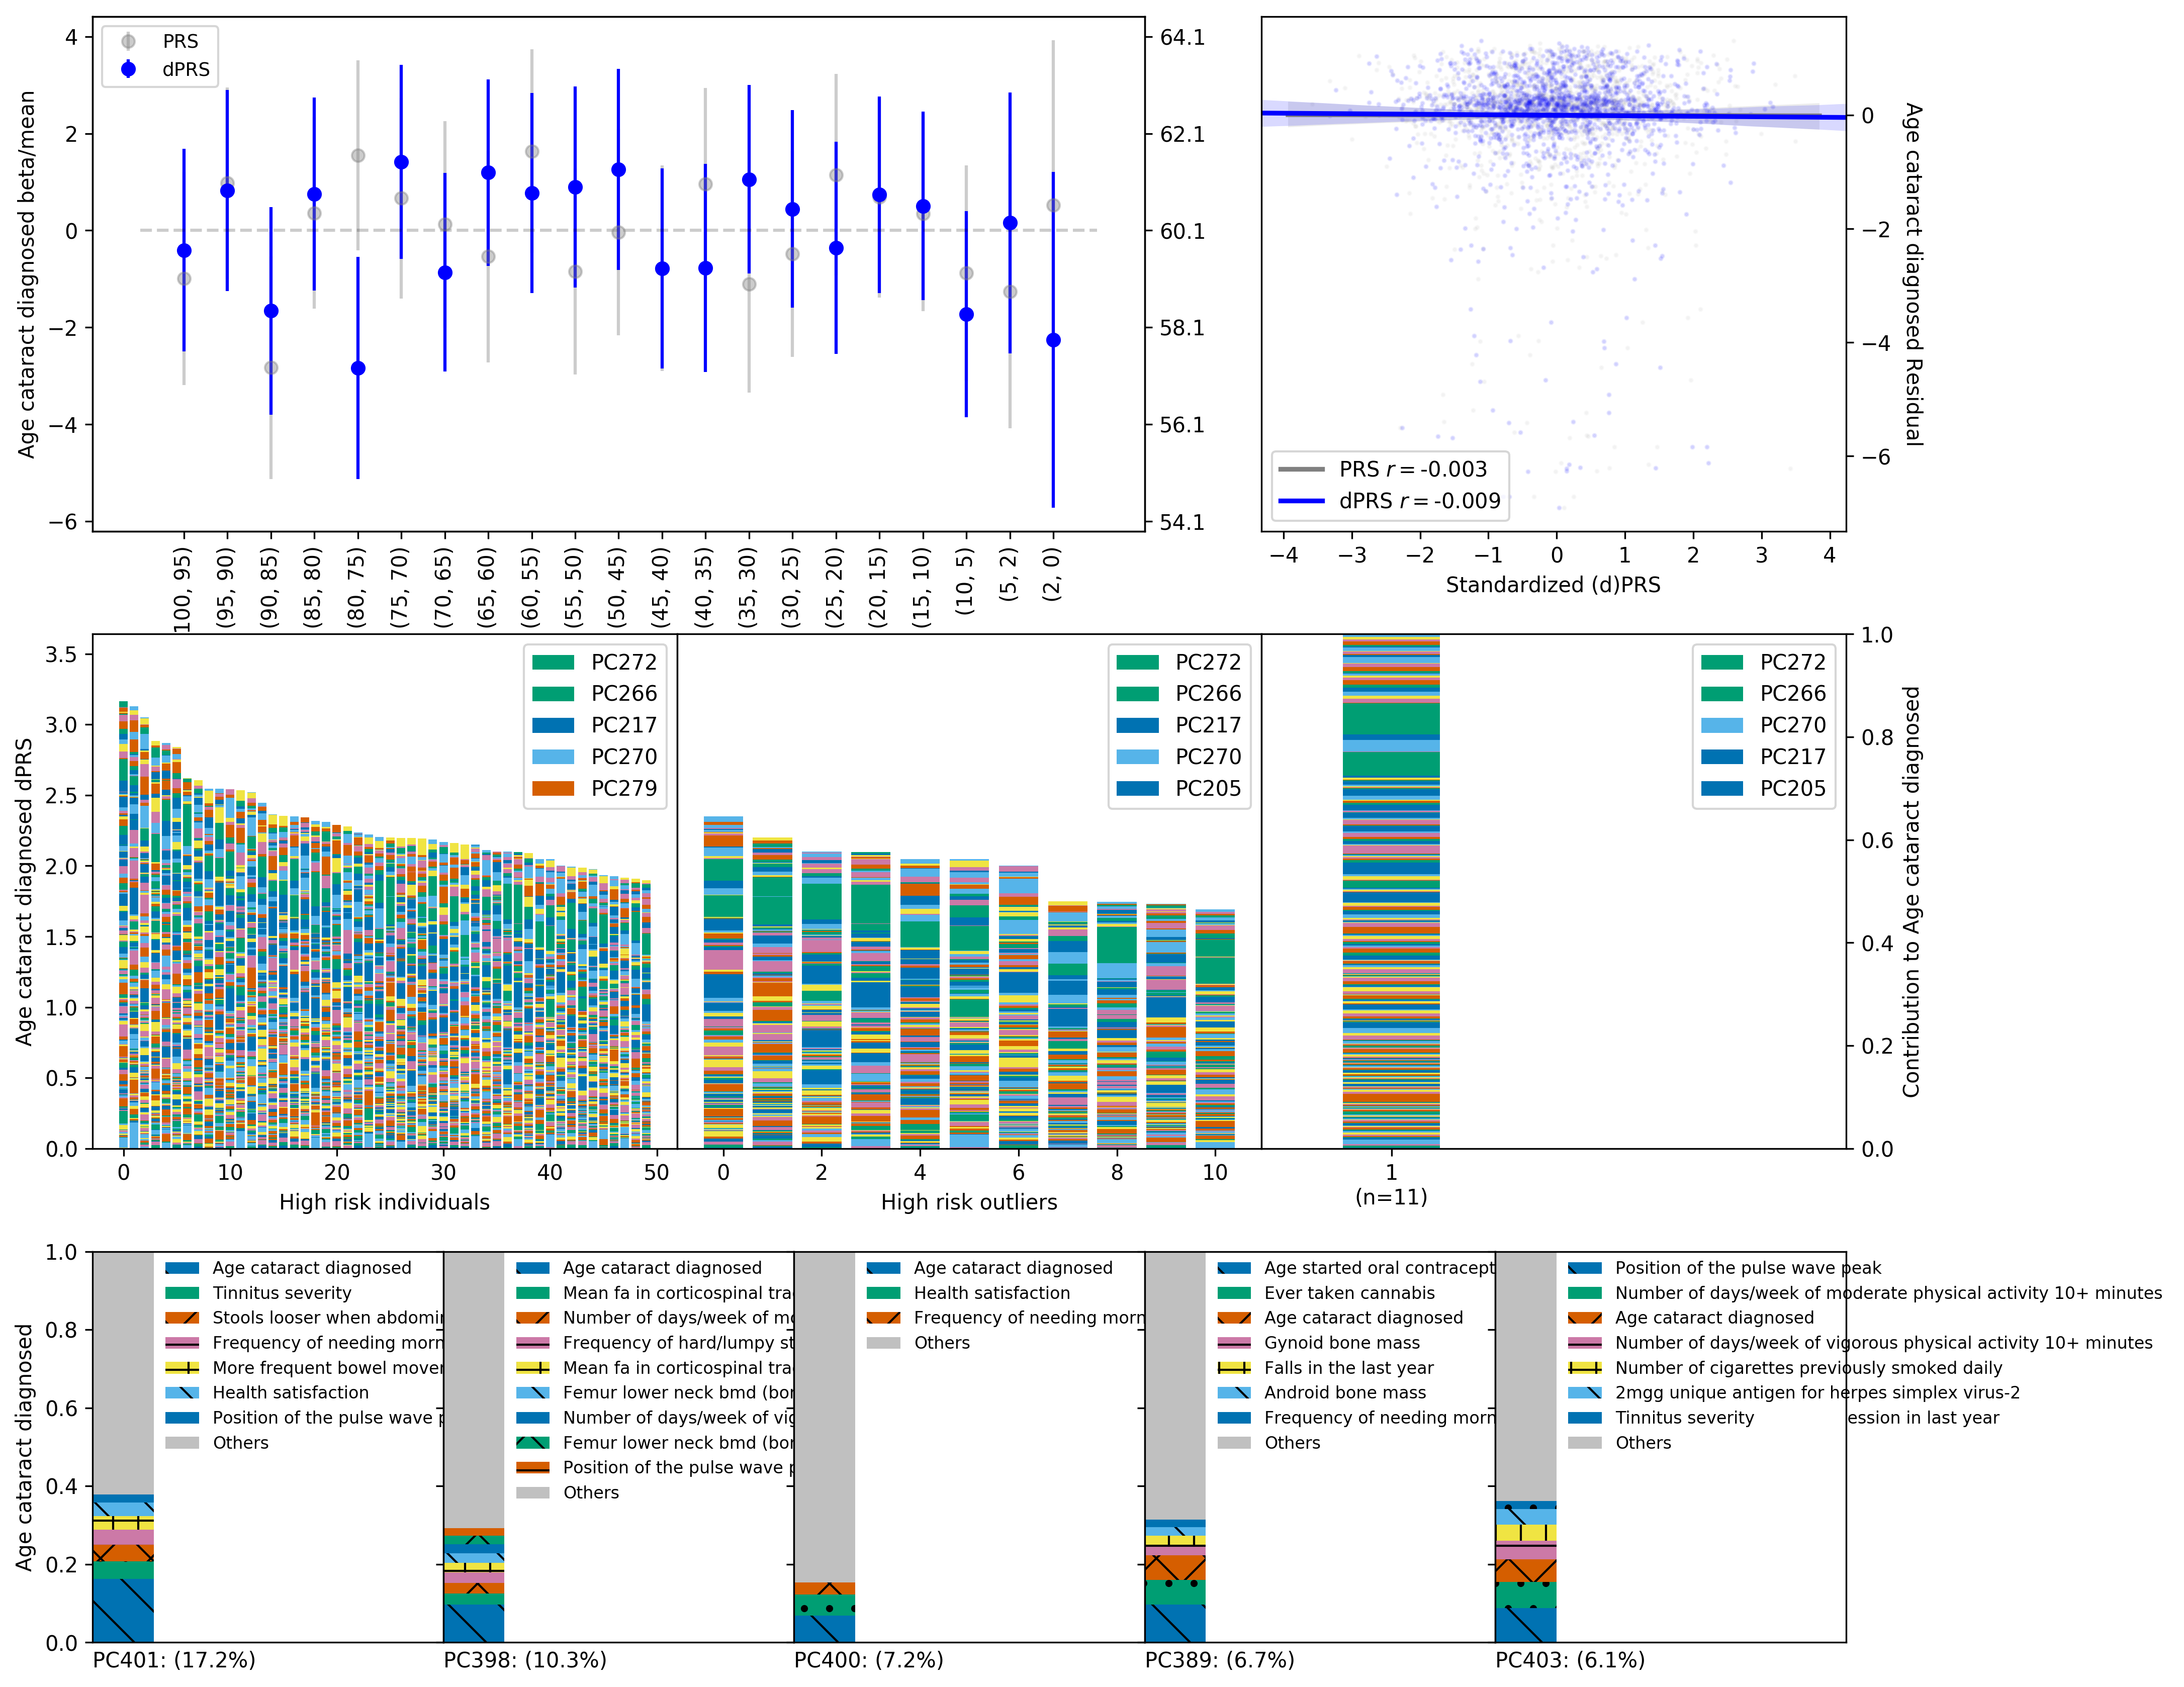 Age cataract diagnosed beta/mean
4
2
0
−2
−4
−6
PRS
dPRS
64.1
62.1
60.1
58.1
56.1
54.1
100, 95)
(95, 90)
(90, 85)
(85, 80)
(80, 75)
(75, 70)
(70, 65)
(65, 60)
(60, 55)
(55, 50)
(50, 45)
(45, 40)
(40, 35)
(35, 30)
(30, 25)
(25, 20)
(20, 15)
(15, 10)
(10, 5)
(5, 2)
(2, 0)
PRS r = -0.003
dPRS r = -0.009
0
−2
−4
−6
Age cataract diagnosed Residual
−4 −3 −2 −1 0 1 2 3 4
Standardized (d)PRS
Age cataract diagnosed dPRS
3.5
3.0
2.5
2.0
1.5
1.0
0.5
0.0
PC272
PC266
PC217
PC270
PC279
0 10 20 30 40 50
High risk individuals
PC272
PC266
PC217
PC270
PC205
0 2 4 6 8 10
High risk outliers
PC272
PC266
PC270
PC217
PC205
1
(n=11)
1.0
0.8
0.6
0.4
0.2
0.0
Contribution to Age cataract diagnosed
Age cataract diagnosed
1.0
0.8
0.6
0.4
0.2
0.0
Age cataract diagnosed
Tinnitus severity
Stools looser when abdomin
Frequency of needing morn
More frequent bowel mover
Health satisfaction
Position of the pulse wave p
Others
PC401: (17.2%)
Age cataract diagnosed
Mean fa in corticospinal tra
Number of days/week of mo
Frequency of hard/lumpy st
Mean fa in corticospinal tra
Femur lower neck bmd (bor
Number of days/week of vig
Femur lower neck bmd (bor
Position of the pulse wave p
Others
PC398: (10.3%)
Age cataract diagnosed
Health satisfaction
Frequency of needing morn
Others
PC400: (7.2%)
Age started oral contracept
Ever taken cannabis
Age cataract diagnosed
Gynoid bone mass
Falls in the last year
Android bone mass
Frequency of needing morn
Others
PC389: (6.7%)
Position of the pulse wave peak
Number of days/week of moderate physical activity 10+ minutes
Age cataract diagnosed
Number of days/week of vigorous physical activity 10+ minutes
Number of cigarettes previously smoked daily
2mgg unique antigen for herpes simplex virus-2
Tinnitus severity ession in last year
Others
PC403: (6.1%)